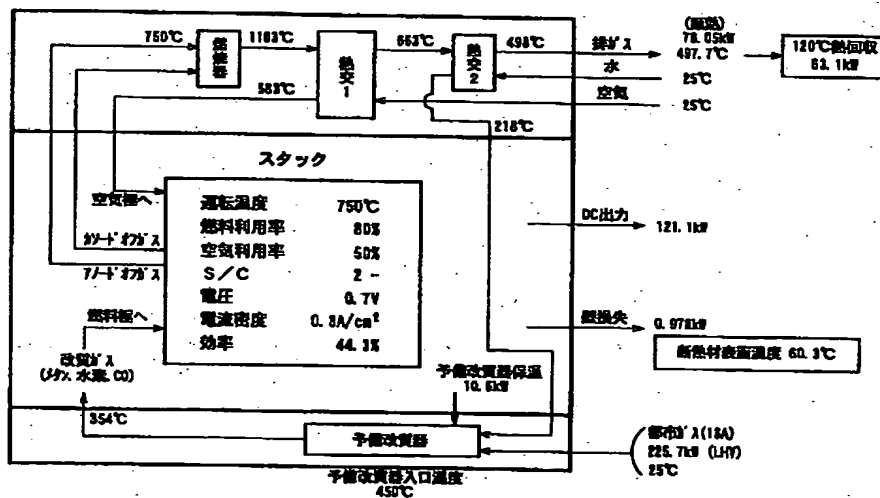 750℃
燃焼器
1103℃
663℃
498℃
排ガス
(顕熱)
78.05kW
497.7℃
120℃熱回収
63.1kW
熱交1
熱交2
水
25℃
583℃
空気
25℃
218℃
スタック
空気極へ
カソードオフガス
アノードオフガス
燃料極へ
運転温度 750℃
燃料利用率 80%
空気利用率 50%
S/C 2 -
電圧 0.7V
電流密度 0.3A/cm²
効率 44.3%
DC出力
121.1kW
壁損失
断熱材表面温度 60.3℃
改質ガス
(メタン、水素、CO)
予備改質器保温
354℃
予備改質器
都市ガス(13A)
225.7kW (LHV)
25℃
予備改質器入口温度
450℃